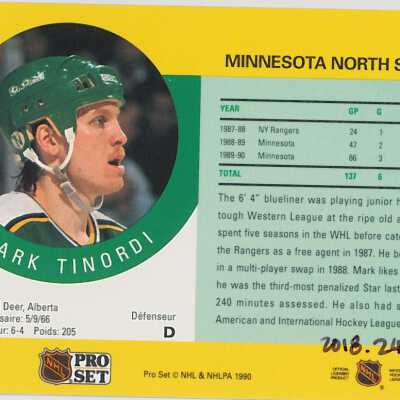 MINNESOTA NORTH S
YEAR GP G
1987-88 NY Rangers 24 1
1988-89 Minnesota 47 2
1989-90 Minnesota 66 3
TOTAL 137 6
ARK TINORDI
The 6' 4" blueliner was playing junior h
tough Western League at the ripe old a
spent five seasons in the WHL before cat
the Rangers as a free agent in 1987. He b
in a multi-player swap in 1988. Mark likes
was the third-most penalized Star last
240 minutes assessed. He also had s
American and International Hockey League
Deer, Alberta
saire: 5/9/66
ur: 6-4 Poids: 205
Défenseur
D
2018.24
NHL
PRO
SET
Pro Set © NHL & NHLPA 1990
OFFICIAL
LICENSED
PRODUCT
NHL